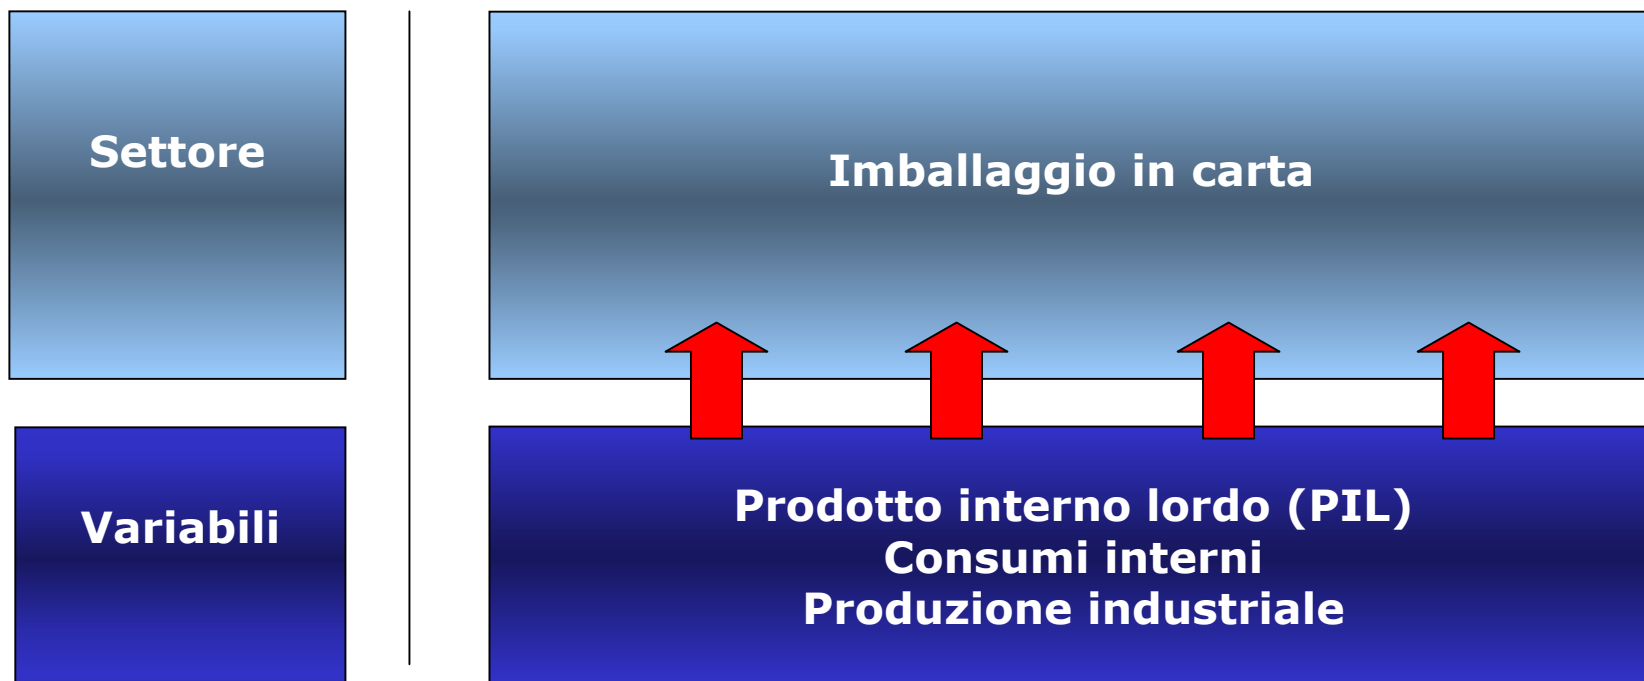 Settore
Imballaggio in carta
Variabili
Prodotto interno lordo (PIL)
Consumi interni
Produzione industriale